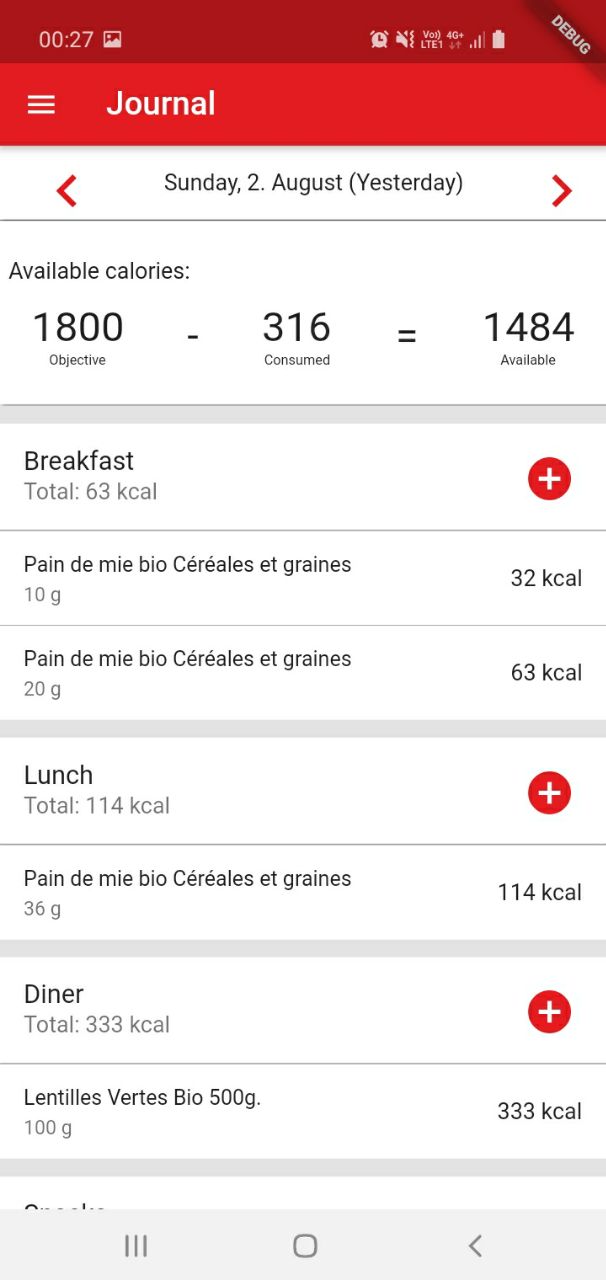 00:27
Vo)) 4G+
LTE1
DEBUG
Journal
Sunday, 2. August (Yesterday)
Available calories:
1800 - 316 = 1484
Objective Consumed Available
Breakfast
Total: 63 kcal
Pain de mie bio Céréales et graines
10 g
32 kcal
Pain de mie bio Céréales et graines
20 g
63 kcal
Lunch
Total: 114 kcal
Pain de mie bio Céréales et graines
36 g
114 kcal
Diner
Total: 333 kcal
Lentilles Vertes Bio 500g.
100 g
333 kcal